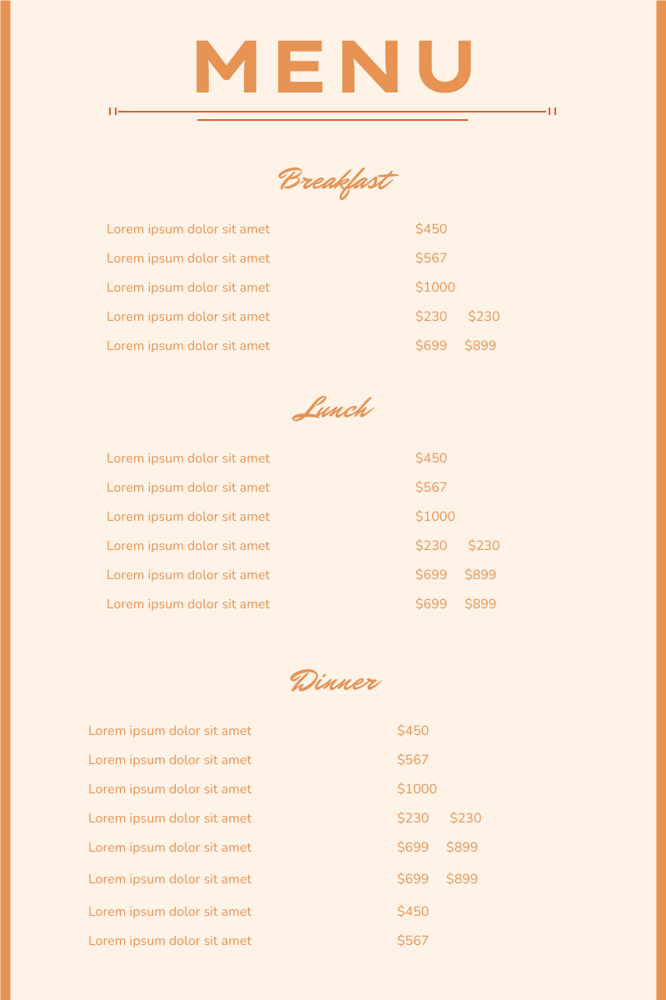 MENU
Breakfast
Lorem ipsum dolor sit amet $450
Lorem ipsum dolor sit amet $567
Lorem ipsum dolor sit amet $1000
Lorem ipsum dolor sit amet $230 $230
Lorem ipsum dolor sit amet $699 $899
Lunch
Lorem ipsum dolor sit amet $450
Lorem ipsum dolor sit amet $567
Lorem ipsum dolor sit amet $1000
Lorem ipsum dolor sit amet $230 $230
Lorem ipsum dolor sit amet $699 $899
Lorem ipsum dolor sit amet $699 $899
Dinner
Lorem ipsum dolor sit amet $450
Lorem ipsum dolor sit amet $567
Lorem ipsum dolor sit amet $1000
Lorem ipsum dolor sit amet $230 $230
Lorem ipsum dolor sit amet $699 $899
Lorem ipsum dolor sit amet $699 $899
Lorem ipsum dolor sit amet $450
Lorem ipsum dolor sit amet $567